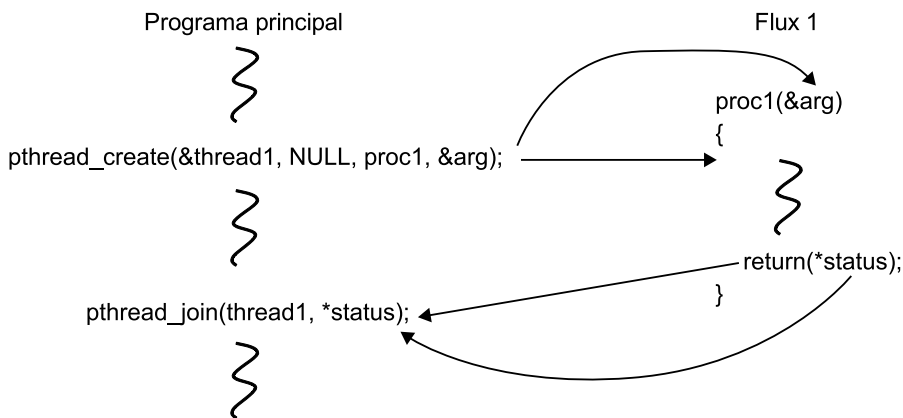 Programa principal
Flux 1
proc1(&arg)
{
pthread_create(&thread1, NULL, proc1, &arg);
return(*status);
}
pthread_join(thread1, *status);